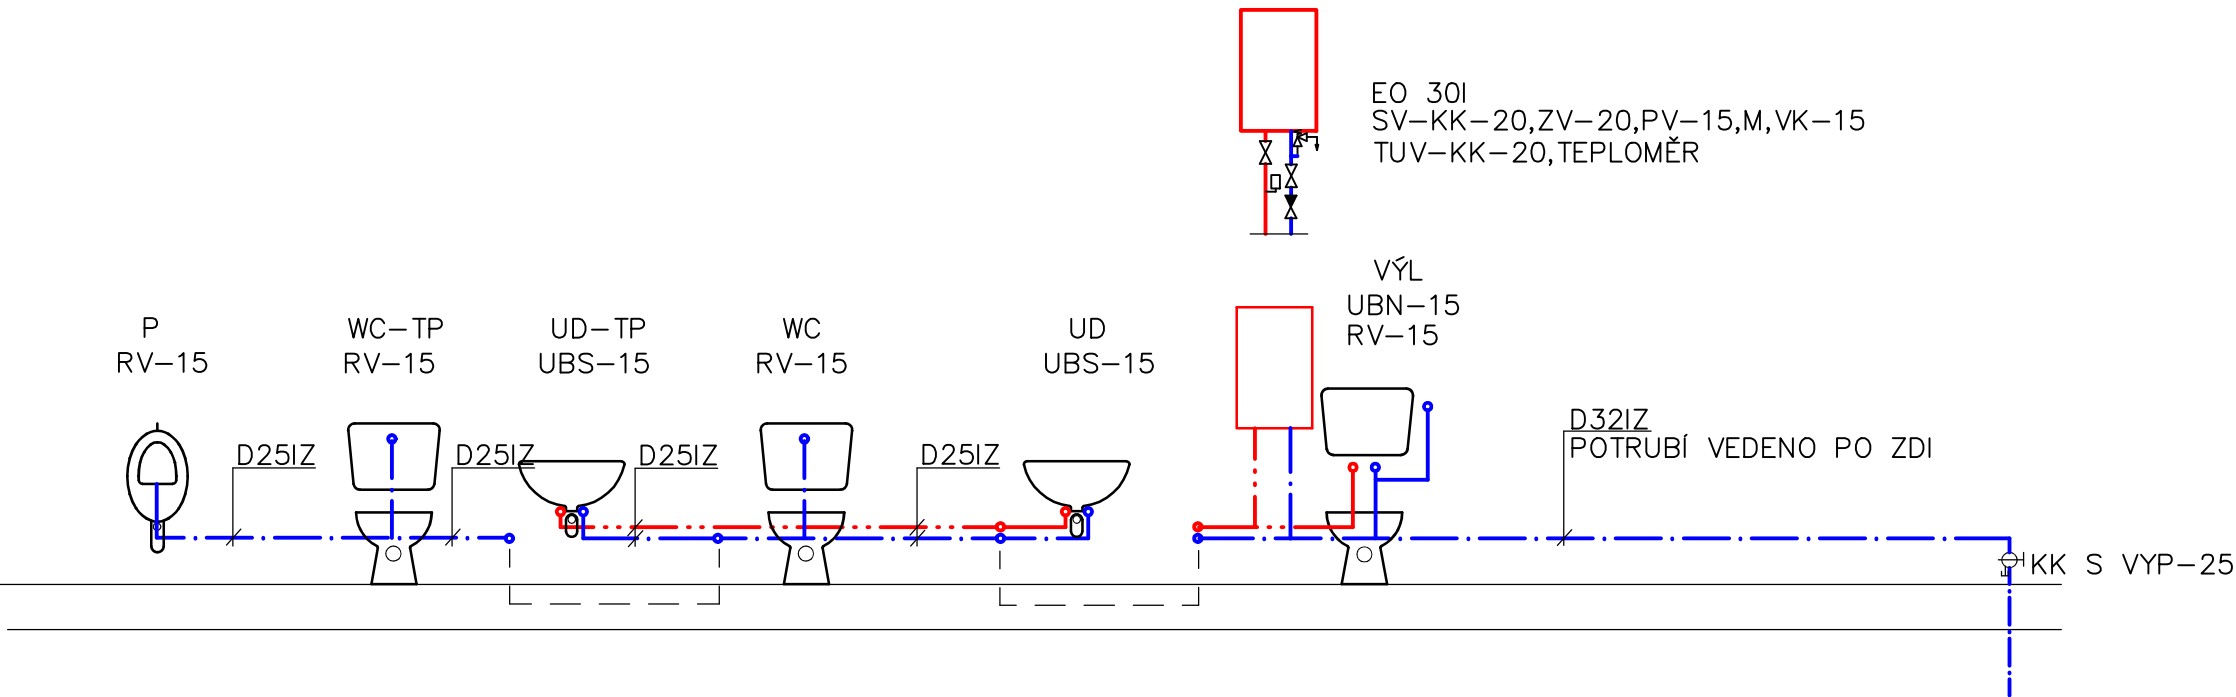 EO 30l
SV-KK-20,ZV-20,PV-15,M,VK-15
TUV-KK-20,TEPLOMĚR
VÝL
UBN-15
RV-15
P
RV-15
WC-TP
RV-15
UD-TP
UBS-15
WC
RV-15
UD
UBS-15
D25IZ
D25IZ
D25IZ
D25IZ
D32IZ
POTRUBÍ VEDENO PO ZDI
KK S VYP-25